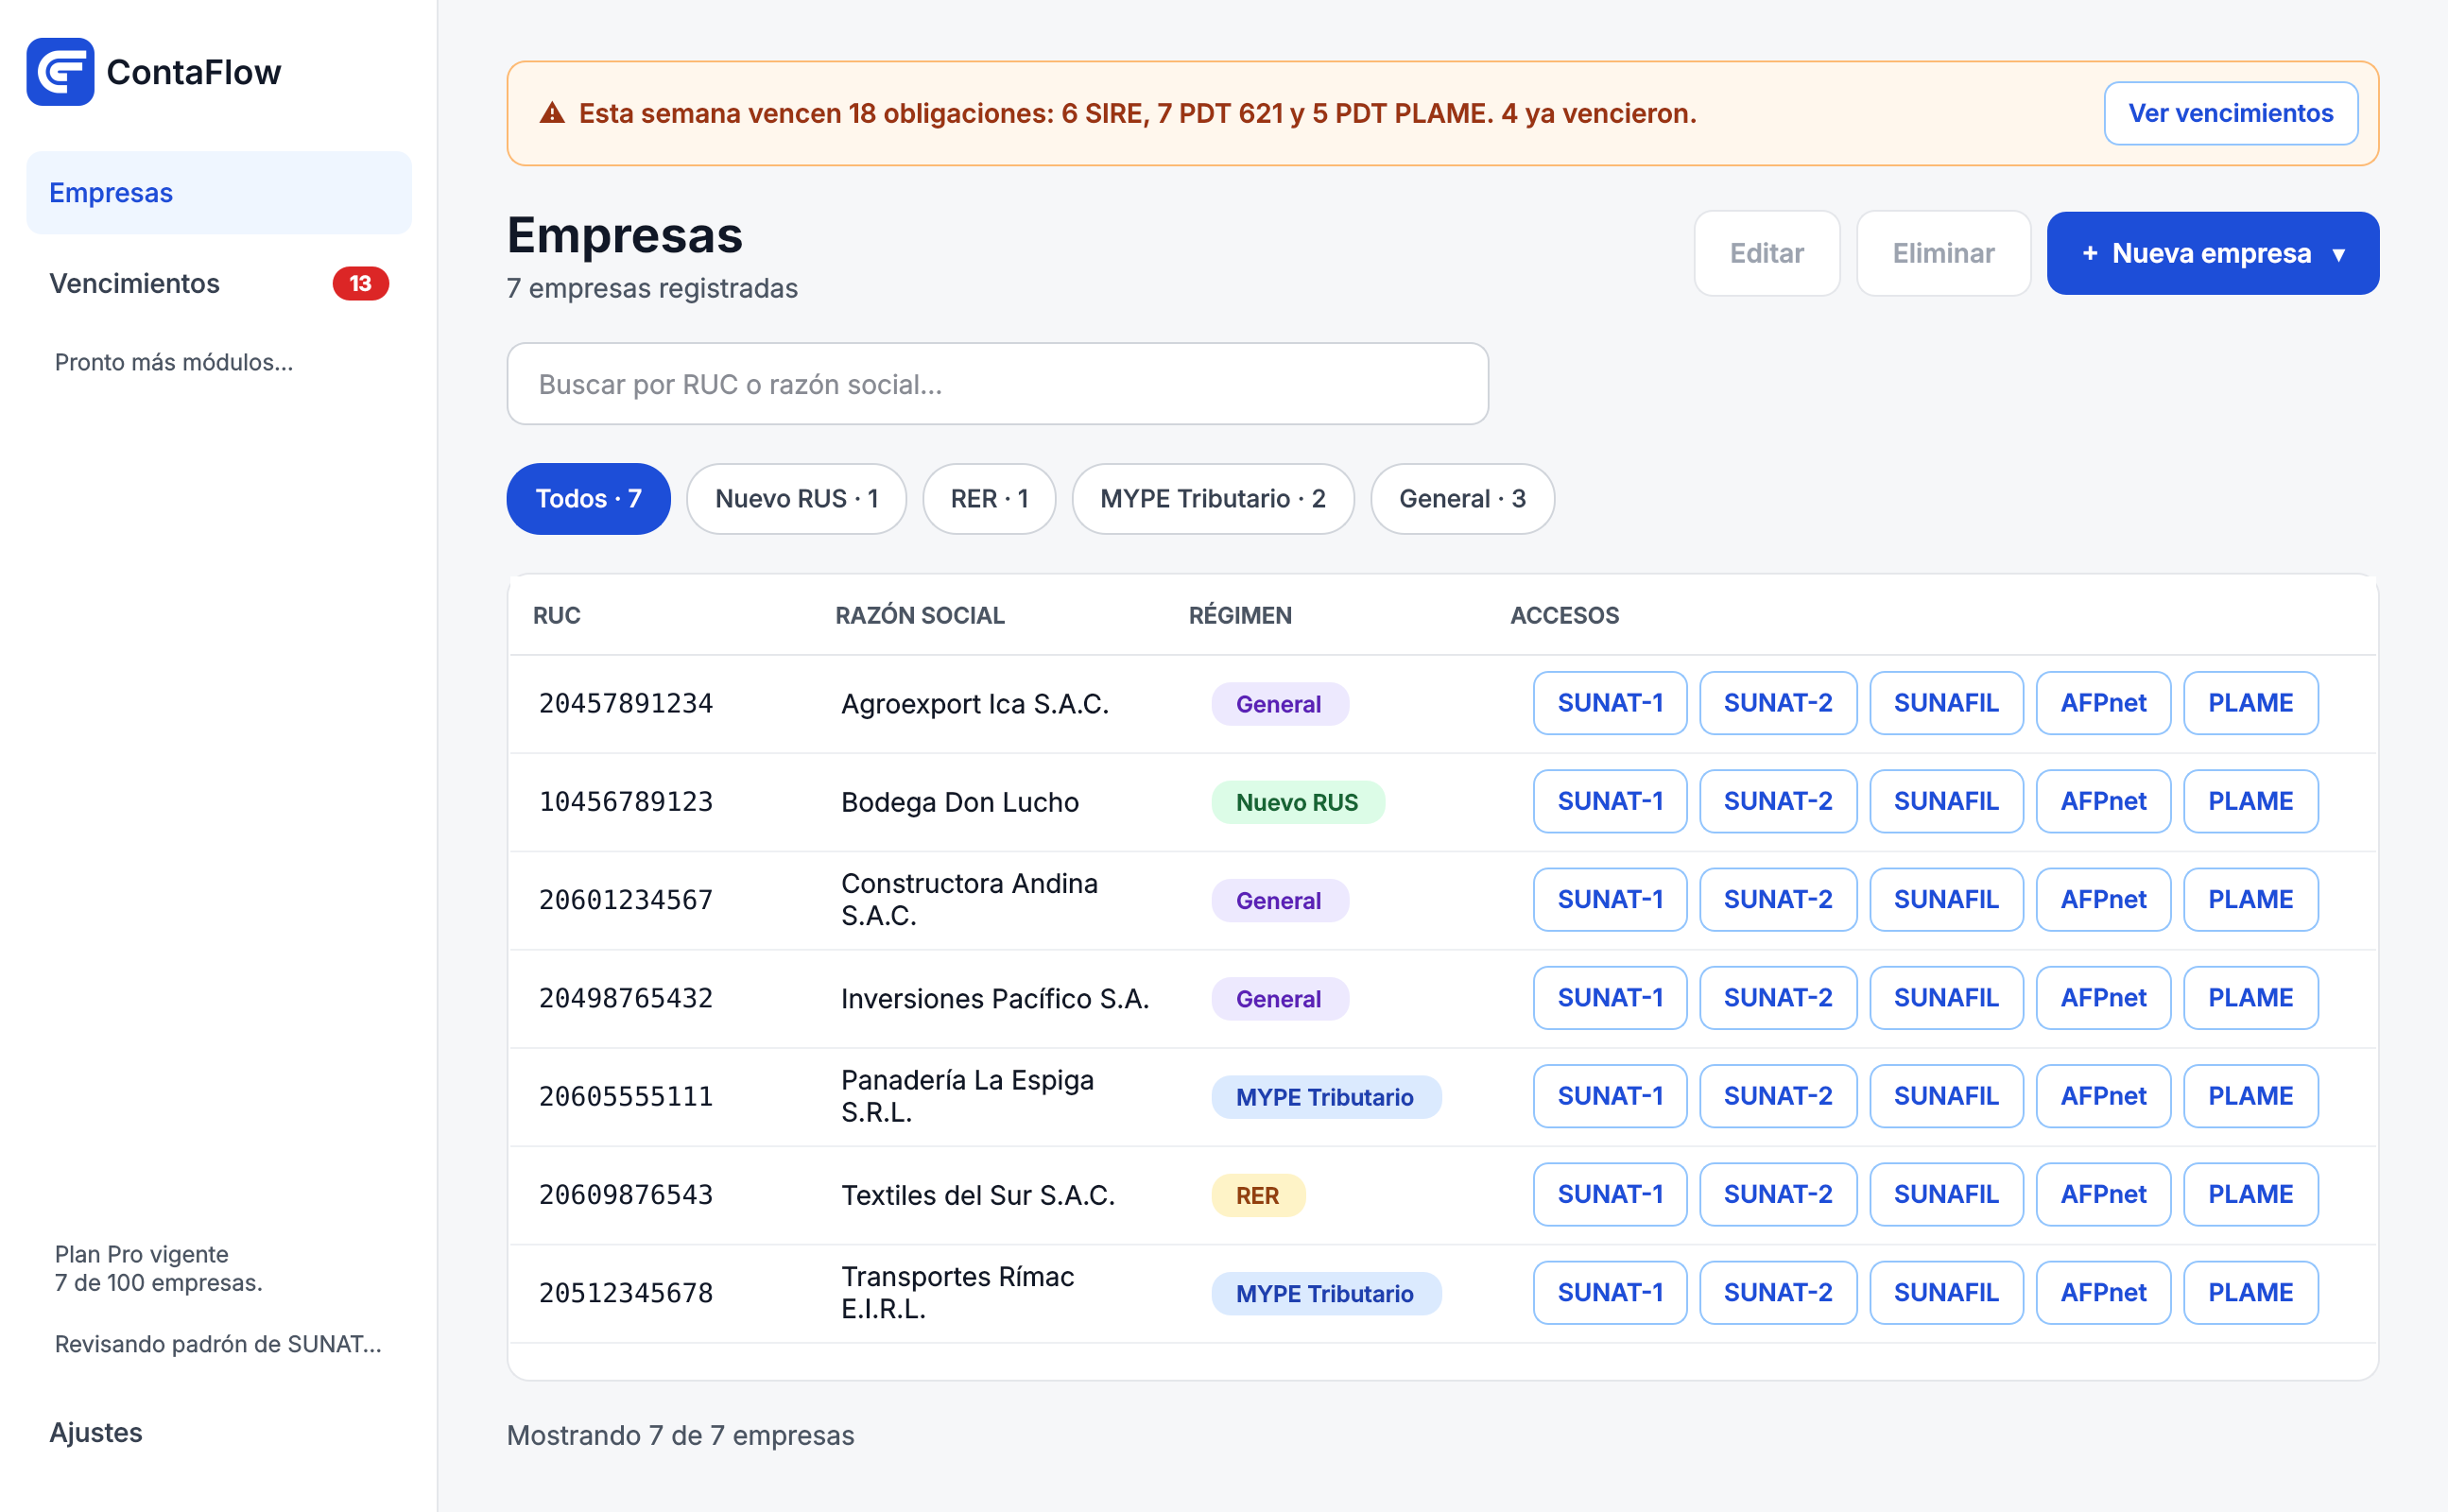 ContaFlow
Empresas
Vencimientos 13
Pronto más módulos...
Plan Pro vigente
7 de 100 empresas.
Revisando padrón de SUNAT...
Ajustes
Esta semana vencen 18 obligaciones: 6 SIRE, 7 PDT 621 y 5 PDT PLAME. 4 ya vencieron.
Ver vencimientos
Empresas
7 empresas registradas
Editar
Eliminar
+ Nueva empresa ▾
Buscar por RUC o razón social...
Todos · 7
Nuevo RUS · 1
RER · 1
MYPE Tributario · 2
General · 3
RUC RAZÓN SOCIAL RÉGIMEN ACCESOS
20457891234 Agroexport Ica S.A.C. General SUNAT-1 SUNAT-2 SUNAFIL AFPnet PLAME
10456789123 Bodega Don Lucho Nuevo RUS SUNAT-1 SUNAT-2 SUNAFIL AFPnet PLAME
20601234567 Constructora Andina
S.A.C. General SUNAT-1 SUNAT-2 SUNAFIL AFPnet PLAME
20498765432 Inversiones Pacífico S.A. General SUNAT-1 SUNAT-2 SUNAFIL AFPnet PLAME
20605555111 Panadería La Espiga
S.R.L. MYPE Tributario SUNAT-1 SUNAT-2 SUNAFIL AFPnet PLAME
20609876543 Textiles del Sur S.A.C. RER SUNAT-1 SUNAT-2 SUNAFIL AFPnet PLAME
20512345678 Transportes Rímac
E.I.R.L. MYPE Tributario SUNAT-1 SUNAT-2 SUNAFIL AFPnet PLAME
Mostrando 7 de 7 empresas